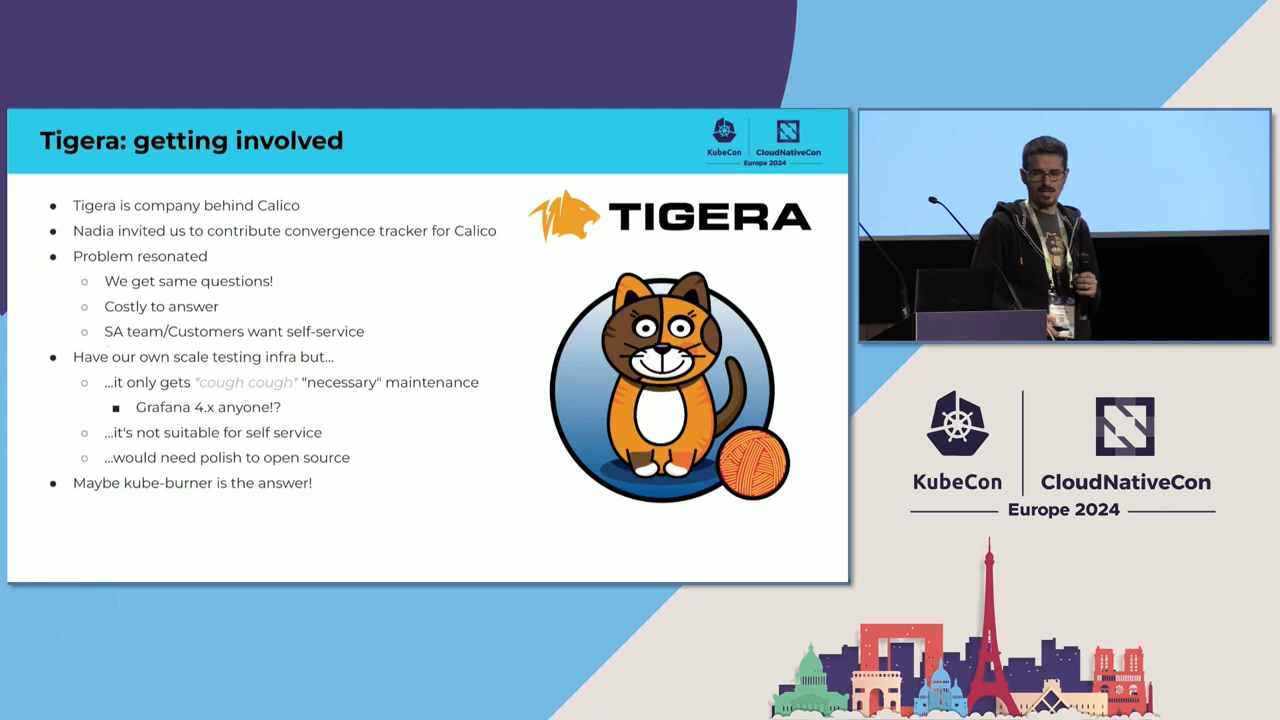 Tigera: getting involved
KubeCon
CloudNativeCon
Europe 2024
● Tigera is company behind Calico
● Nadia invited us to contribute convergence tracker for Calico
● Problem resonated
○ We get same questions!
○ Costly to answer
○ SA team/Customers want self-service
● Have our own scale testing infra but...
○ ...it only gets *cough cough* "necessary" maintenance
■ Grafana 4.x anyone!?
○ ...it's not suitable for self service
○ ...would need polish to open source
● Maybe kube-burner is the answer!
TIGERA
KubeCon
CloudNativeCon
Europe 2024